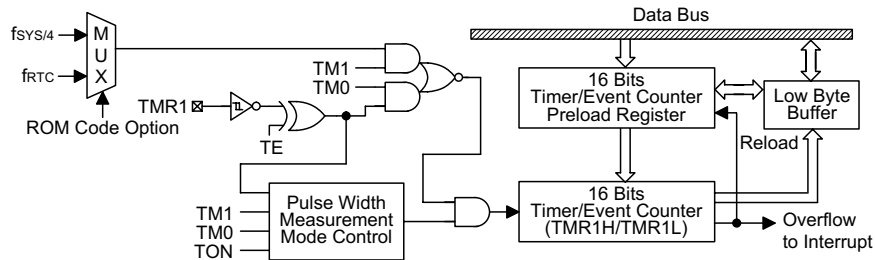 Data Bus
fSYS/4
M
U
X
fRTC
TM1
TM0
16 Bits
Timer/Event Counter
Preload Register
Low Byte
Buffer
TMR1
ROM Code Option
TE
Reload
Pulse Width
Measurement
Mode Control
TM1
TM0
TON
16 Bits
Timer/Event Counter
(TMR1H/TMR1L)
Overflow
to Interrupt